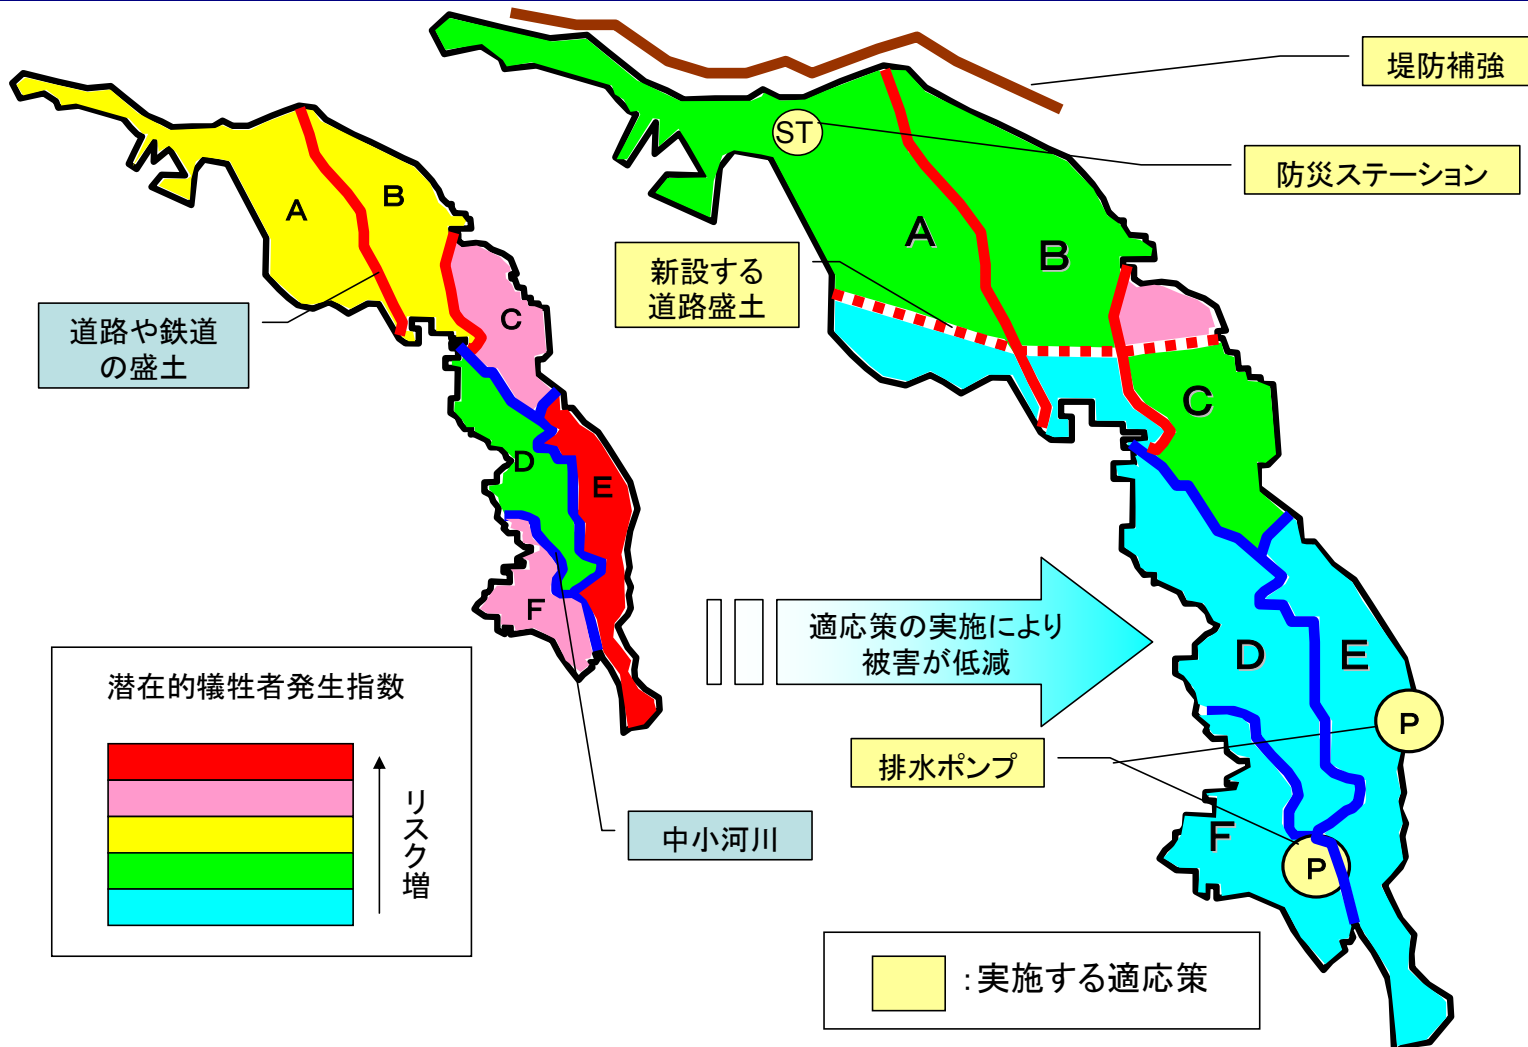 堤防補強
ST
防災ステーション
A
B
C
D
E
F
道路や鉄道
の盛土
新設する
道路盛土
A
B
C
D
E
F
適応策の実施により
被害が低減
排水ポンプ
P
P
中小河川
潜在的犠牲者発生指数
リスク増
:実施する適応策